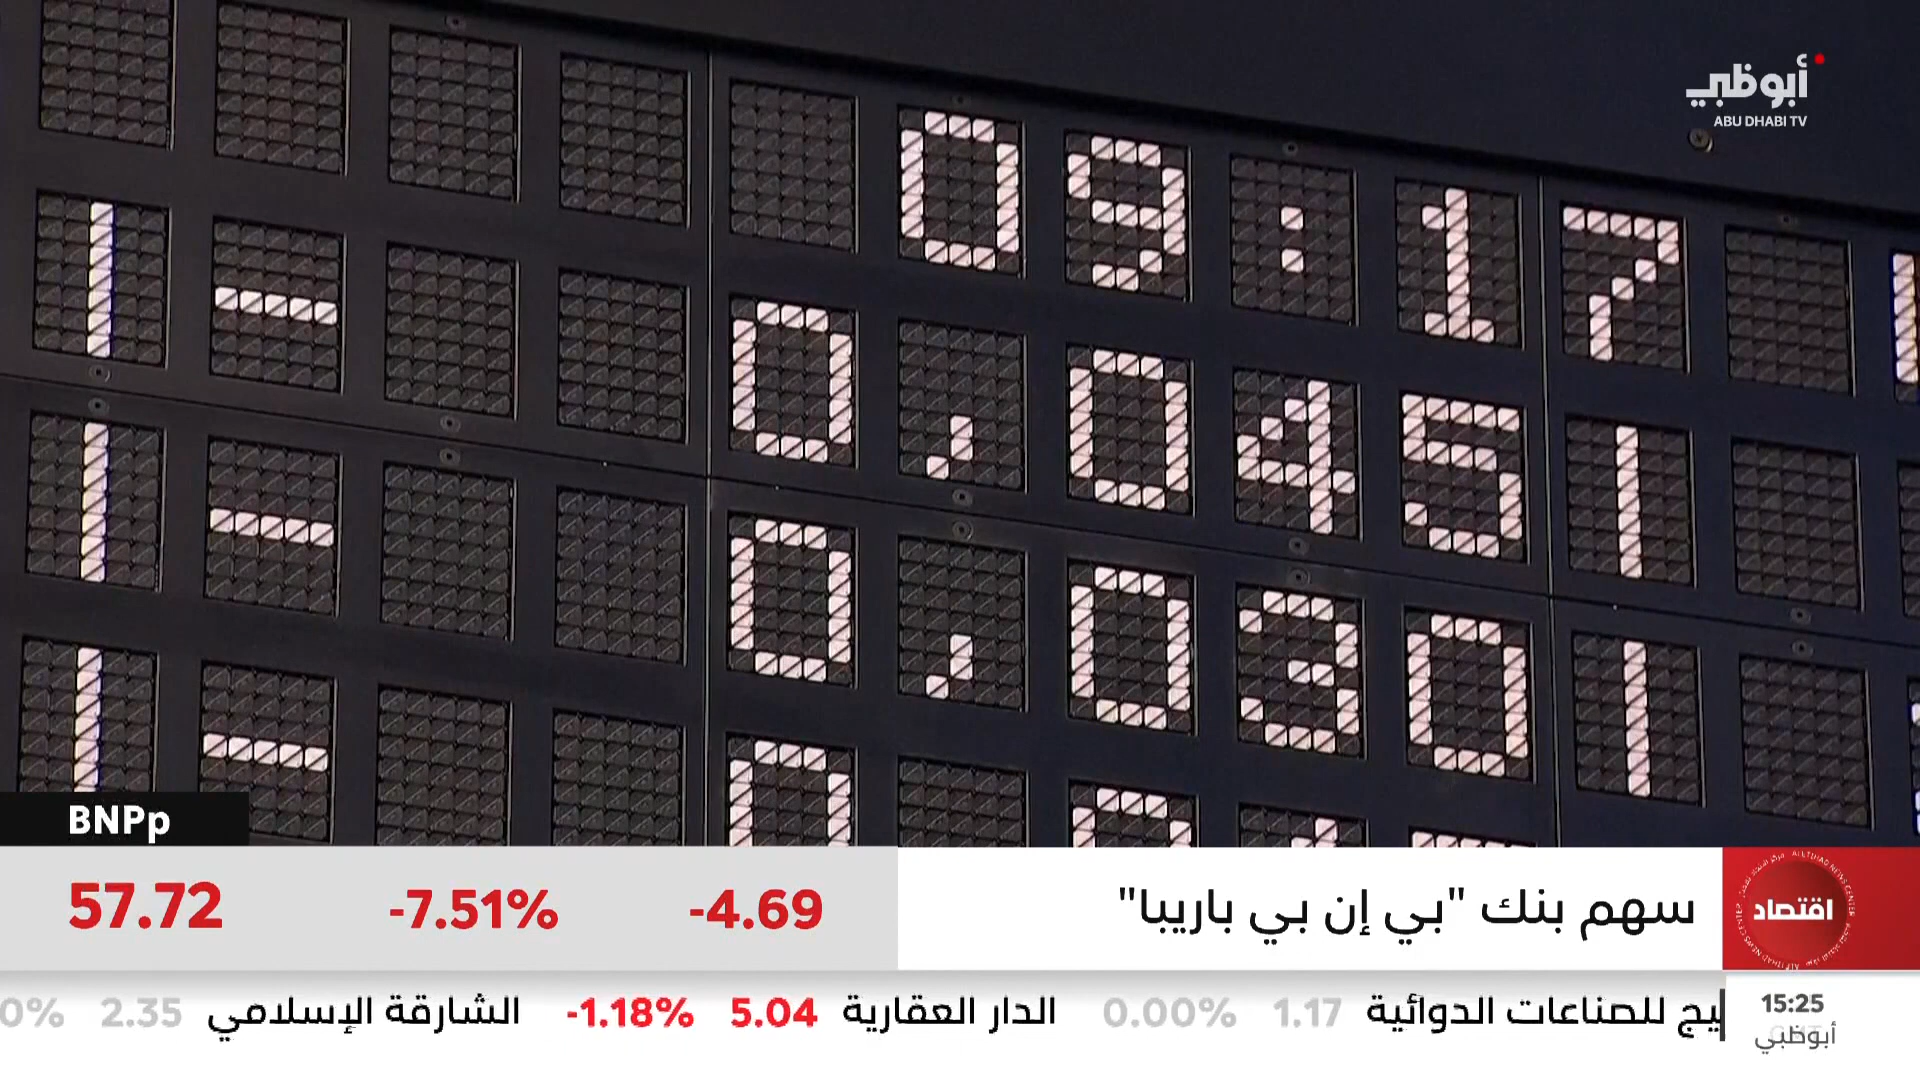 أبوظبي
ABU DHABI TV
09:17
| - 0,045 |
| - 0,030 |
BNPp
57.72 -7.51% -4.69
سهم بنك "بي إن بي باريبا"
اقتصاد
يج للصناعات الدوائية 1.17 0.00% الدار العقارية 5.04 -1.18% الشارقة الإسلامي 2.35 0%
15:25
أبوظبي